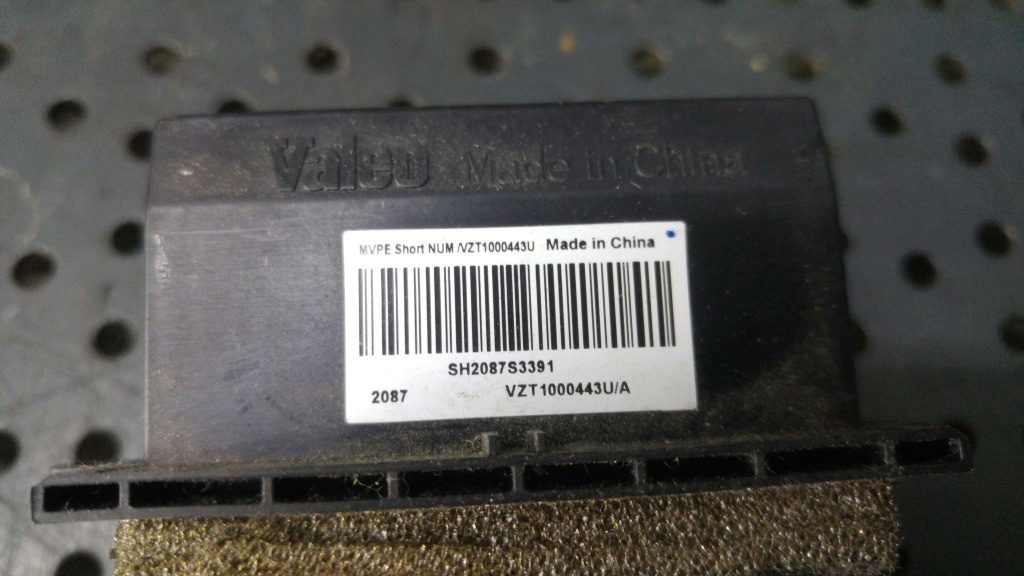 Valeo Made in China
MVPE Short NUM /VZT1000443U Made in China
SH2087S3391
2087 VZT1000443U/A